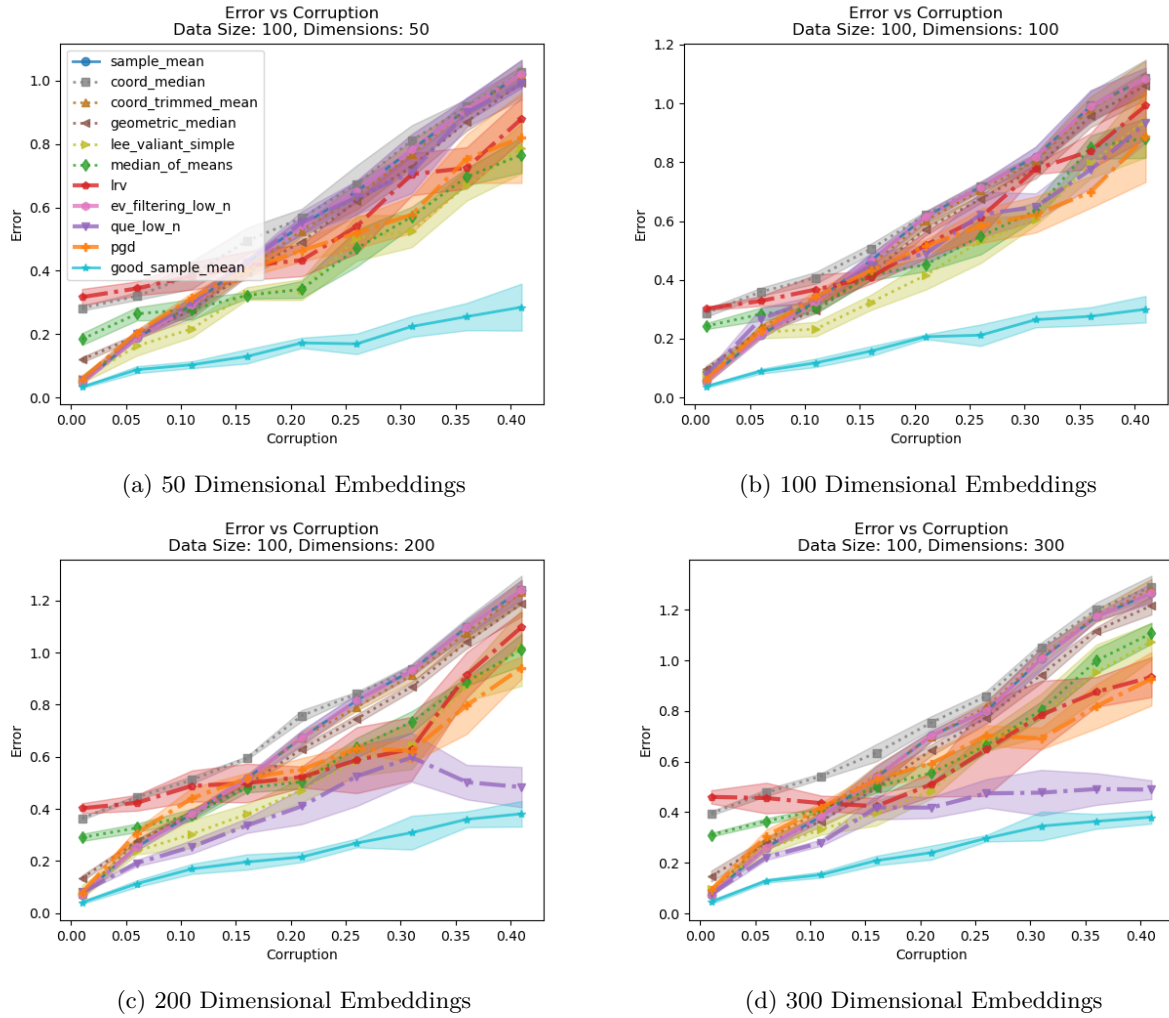 Error vs Corruption
Data Size: 100, Dimensions: 50
1.0
0.8
0.6
0.4
0.2
0.0
Error
sample_mean
coord_median
coord_trimmed_mean
geometric_median
lee_valiant_simple
median_of_means
lrv
ev_filtering_low_n
que_low_n
pgd
good_sample_mean
0.00 0.05 0.10 0.15 0.20 0.25 0.30 0.35 0.40
Corruption
(a) 50 Dimensional Embeddings
Error vs Corruption
Data Size: 100, Dimensions: 100
1.2
1.0
0.8
0.6
0.4
0.2
0.0
Error
0.00 0.05 0.10 0.15 0.20 0.25 0.30 0.35 0.40
Corruption
(b) 100 Dimensional Embeddings
Error vs Corruption
Data Size: 100, Dimensions: 200
1.2
1.0
0.8
0.6
0.4
0.2
0.0
Error
0.00 0.05 0.10 0.15 0.20 0.25 0.30 0.35 0.40
Corruption
(c) 200 Dimensional Embeddings
Error vs Corruption
Data Size: 100, Dimensions: 300
1.2
1.0
0.8
0.6
0.4
0.2
0.0
Error
0.00 0.05 0.10 0.15 0.20 0.25 0.30 0.35 0.40
Corruption
(d) 300 Dimensional Embeddings